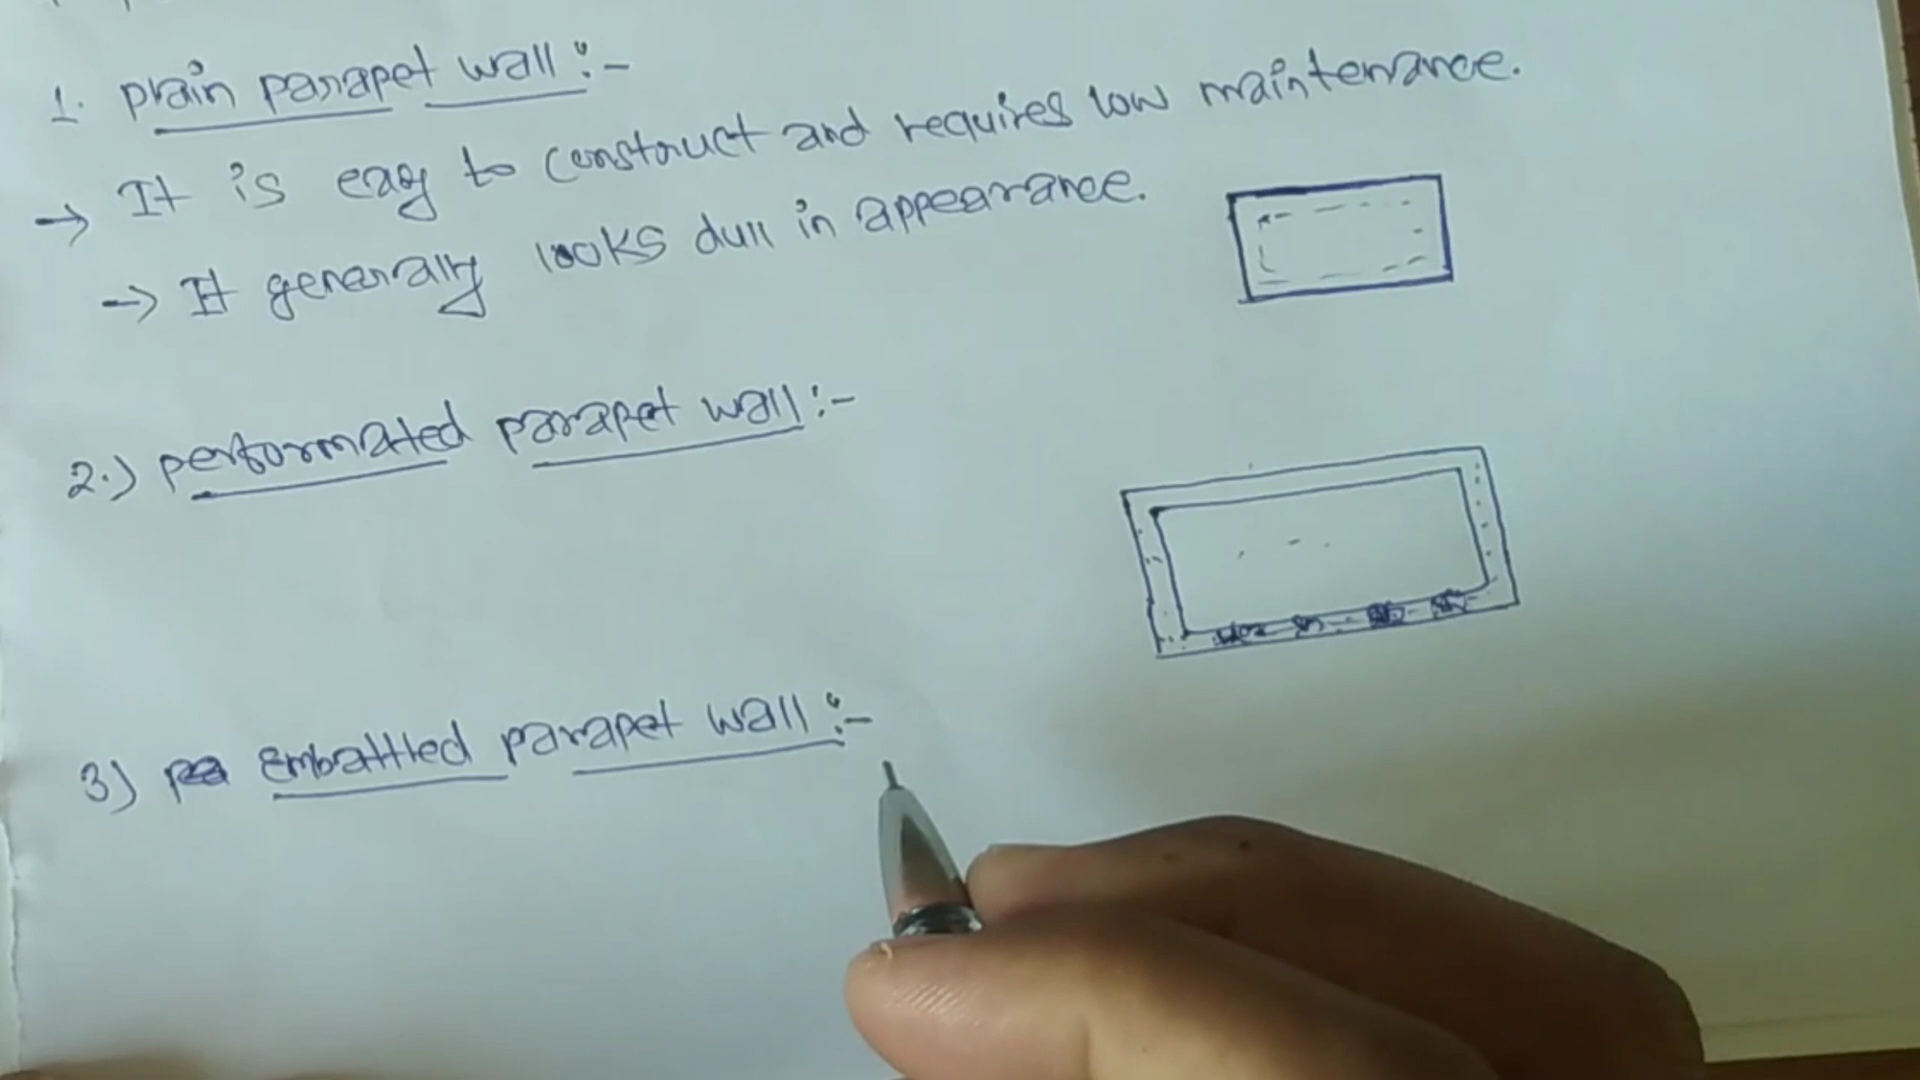 1. plain parapet wall :-
→ It is easy to construct and requires low maintenance.
→ It generally looks dull in appearance.
2.) performated parapet wall :-
3) embattled parapet wall :-